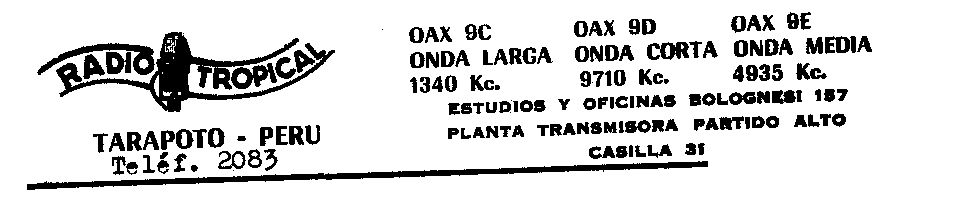 RADIO TROPICAL
TARAPOTO - PERU
Teléf. 2083
OAX 9C OAX 9D OAX 9E
ONDA LARGA ONDA CORTA ONDA MEDIA
1340 Kc. 9710 Kc. 4935 Kc.
ESTUDIOS Y OFICINAS BOLOGNESI 157
PLANTA TRANSMISORA PARTIDO ALTO
CASILLA 31